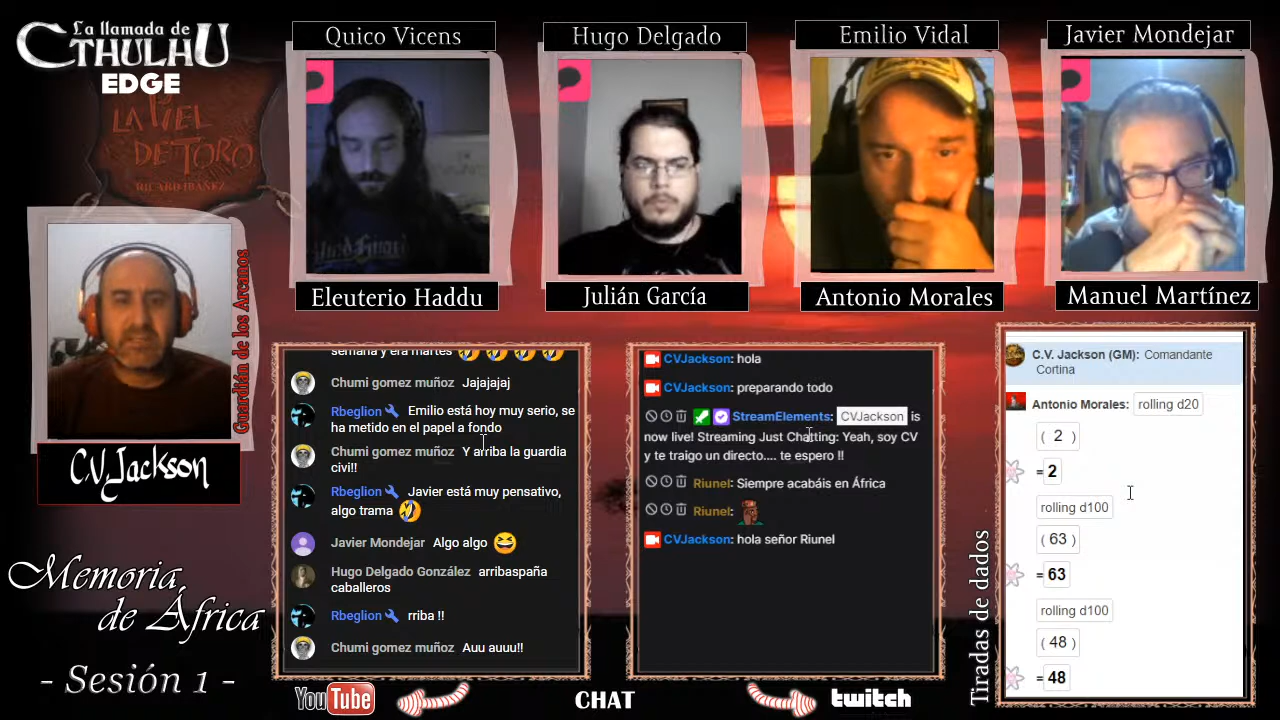 La llamada de
CTHULHU
EDGE
LA PIEL
DE TORO
RICARD IBÁÑEZ
Quico Vicens
Hugo Delgado
Emilio Vidal
Javier Mondejar
Eleuterio Haddu
Julián García
Antonio Morales
Manuel Martínez
Guardián de los Arcanos
C.V. Jackson
Memoria
de África
- Sesión 1 -
semana y era martes
Chumi gomez muñoz Jajajajaj
Rbeglion Emilio está hoy muy serio, se
ha metido en el papel a fondo
Chumi gomez muñoz Y arriba la guardia
civi!!
Rbeglion Javier está muy pensativo,
algo trama 🤣
Javier Mondejar Algo algo 😆
Hugo Delgado González arribaspaña
caballeros
Rbeglion rriba !!
Chumi gomez muñoz Auu auuu!!
CVJackson: hola
CVJackson: preparando todo
StreamElements: CVJackson is
now live! Streaming Just Chatting: Yeah, soy CV
y te traigo un directo.... te espero !!
Riunel: Siempre acabáis en África
Riunel:
CVJackson: hola señor Riunel
Tiradas de dados
C.V. Jackson (GM): Comandante
Cortina
Antonio Morales: rolling d20
( 2 )
=2
rolling d100
( 63 )
=63
rolling d100
( 48 )
=48
YouTube
CHAT
twitch